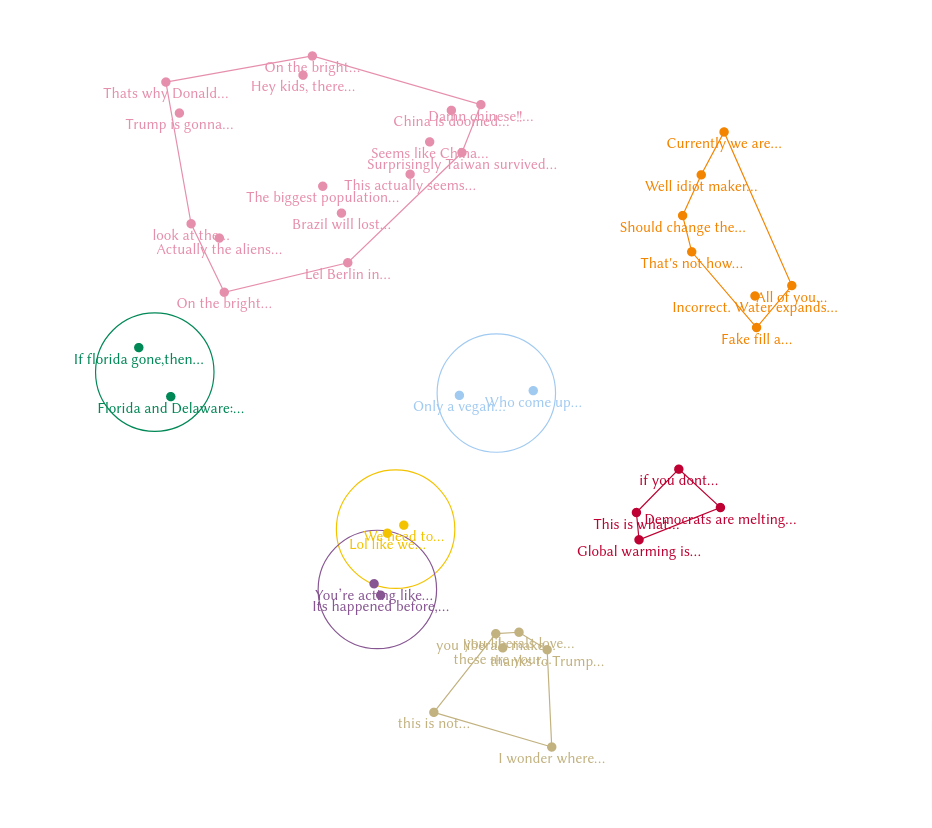 On the bright...
Hey kids, there...
Thats why Donald...
Trump is gonna...
Damn chinese!!...
China is doomed...
Seems like China...
Surprisingly Taiwan survived...
This actually seems...
The biggest population...
Brazil will lost...
look at the...
Actually the aliens...
Lel Berlin in...
On the bright...
Currently we are...
Well idiot maker...
Should change the...
That's not how...
All of you...
Incorrect. Water expands...
Fake fill a...
If florida gone,then...
Florida and Delaware:...
Only a vegan...
Who come up...
if you dont...
This is what...
Democrats are melting...
Global warming is...
We need to...
Lol like we...
You're acting like...
Its happened before,...
you liberals love...
you liberals make...
these are your...
thanks to Trump...
this is not...
I wonder where...